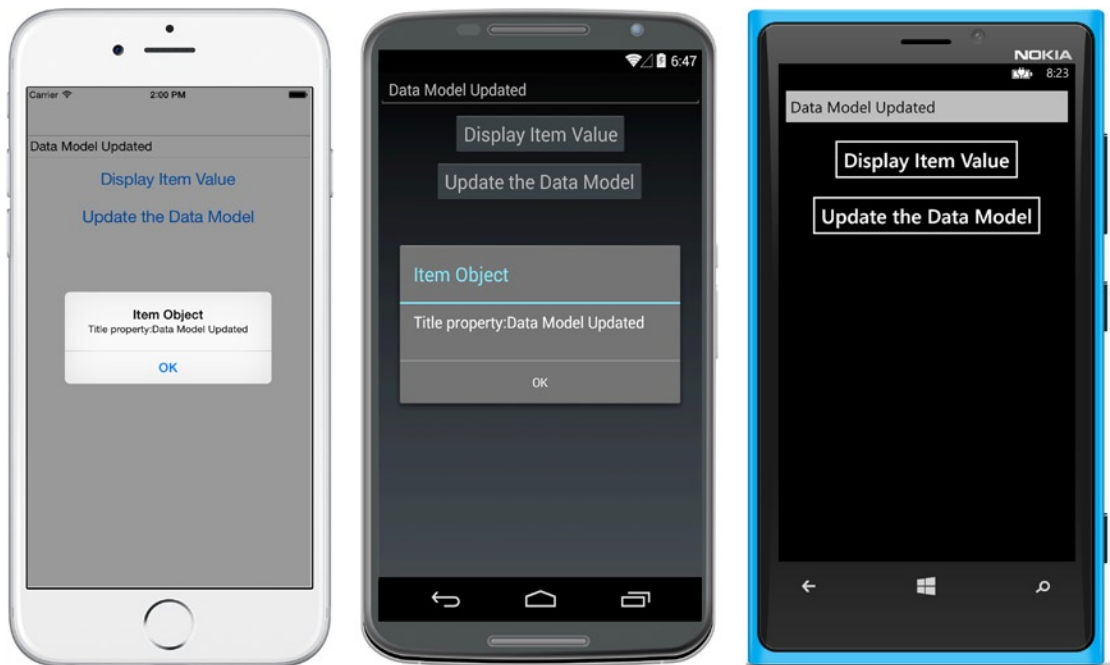 Carrier
2:00 PM
Data Model Updated
Display Item Value
Update the Data Model
Item Object
Title property:Data Model Updated
OK
6:47
Data Model Updated
Display Item Value
Update the Data Model
Item Object
Title property:Data Model Updated
OK
NOKIA
8:23
Data Model Updated
Display Item Value
Update the Data Model